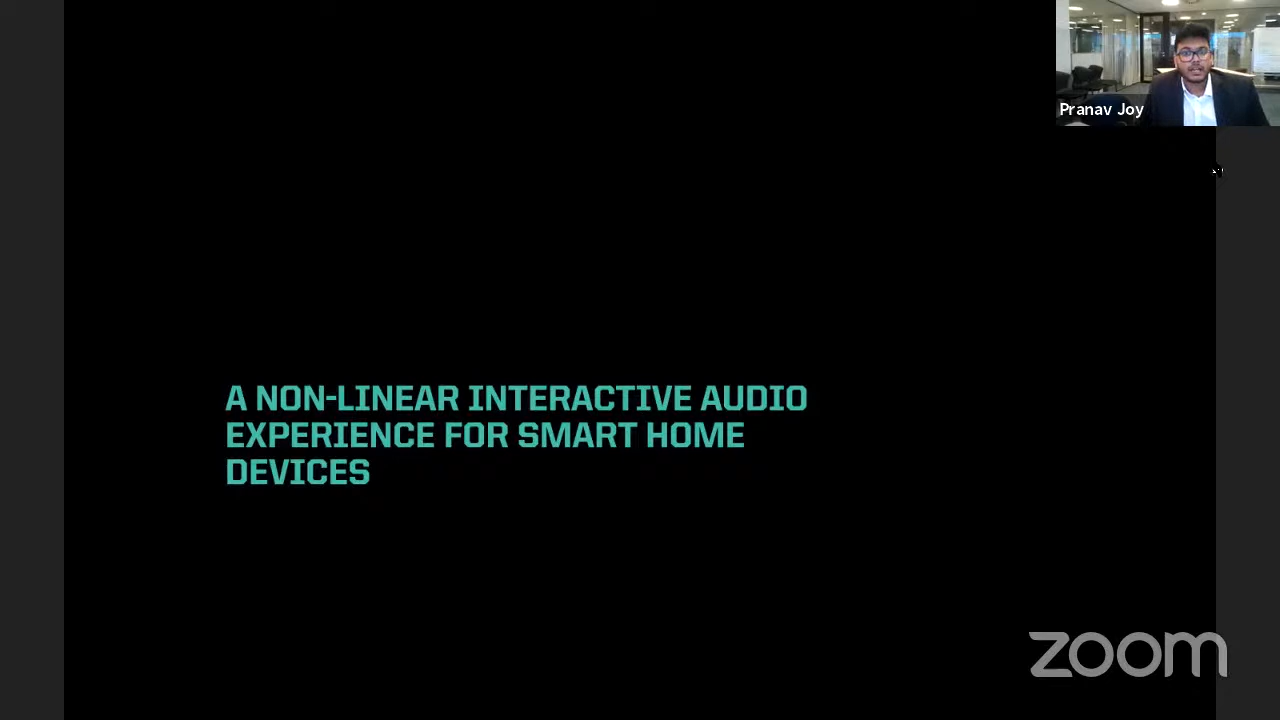 Pranav Joy
A NON-LINEAR INTERACTIVE AUDIO
EXPERIENCE FOR SMART HOME
DEVICES
zoom